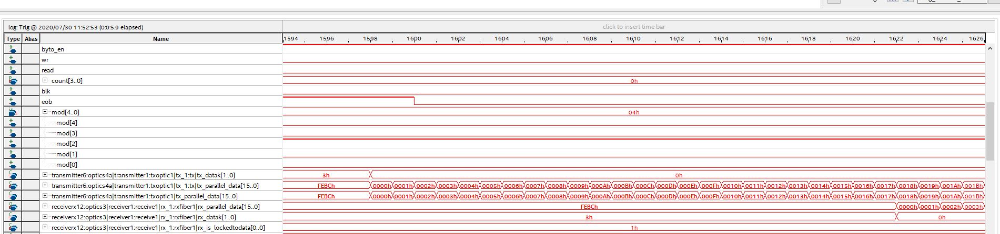 log: Trig @ 2020/07/30 11:52:53 (0:0:5.9 elapsed) click to insert time bar
Type Alias Name 1594 1596 1598 1600 1602 1604 1606 1608 1610 1612 1614 1616 1618 1620 1622 1624 1626
byto_en
wr
read
count[3..0] 0h
blk
eob
mod[4..0] 04h
mod[4]
mod[3]
mod[2]
mod[1]
mod[0]
transmitter6:optics4a|transmitter1:txoptic1|tx_1:tx|tx_datak[1..0] 3h 0h
transmitter6:optics4a|transmitter1:txoptic1|tx_1:tx|tx_parallel_data[15..0] FEBCh 0000h 0001h 0002h 0003h 0004h 0005h 0006h 0007h 0008h 0009h 000Ah 000Bh 000Ch 000Dh 000Eh 000Fh 0010h 0011h 0012h 0013h 0014h 0015h 0016h 0017h 0018h 0019h 001Ah 001Bh
transmitter6:optics4a|transmitter1:txoptic1|tx_parallel_data[15..0] FEBCh 0000h 0001h 0002h 0003h 0004h 0005h 0006h 0007h 0008h 0009h 000Ah 000Bh 000Ch 000Dh 000Eh 000Fh 0010h 0011h 0012h 0013h 0014h 0015h 0016h 0017h 0018h 0019h 001Ah 001Bh
receiverx12:optics3|receiver1:receive1|rx_1:rxfiber1|rx_parallel_data[15..0] FEBCh 0000h 0001h 0002h 0003h
receiverx12:optics3|receiver1:receive1|rx_1:rxfiber1|rx_datak[1..0] 3h 0h
receiverx12:optics3|receiver1:receive1|rx_1:rxfiber1|rx_is_lockedtodata[0..0] 1h